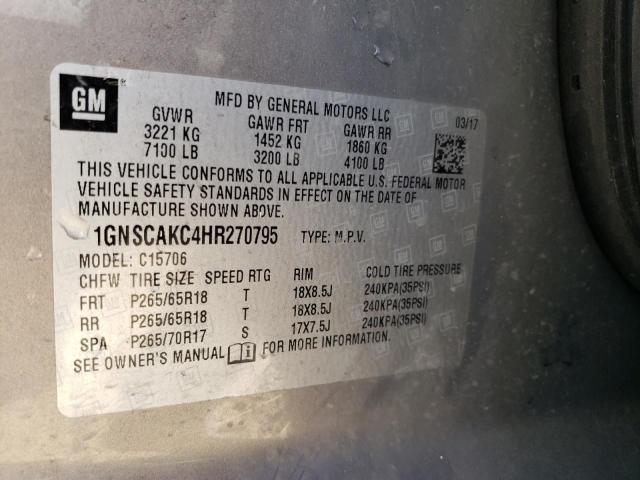 GM
MFD BY GENERAL MOTORS LLC
03/17
GVWR GAWR FRT GAWR RR
3221 KG 1452 KG 1860 KG
7100 LB 3200 LB 4100 LB
THIS VEHICLE CONFORMS TO ALL APPLICABLE U.S. FEDERAL MOTOR
VEHICLE SAFETY STANDARDS IN EFFECT ON THE DATE OF
MANUFACTURE SHOWN ABOVE.
1GNSCAKC4HR270795 TYPE: M.P.V.
MODEL: C15706
CHFW TIRE SIZE SPEED RTG RIM COLD TIRE PRESSURE
FRT P265/65R18 T 18X8.5J 240KPA(35PSI)
RR P265/65R18 T 18X8.5J 240KPA(35PSI)
SPA P265/70R17 S 17X7.5J 240KPA(35PSI)
SEE OWNER'S MANUAL FOR MORE INFORMATION.